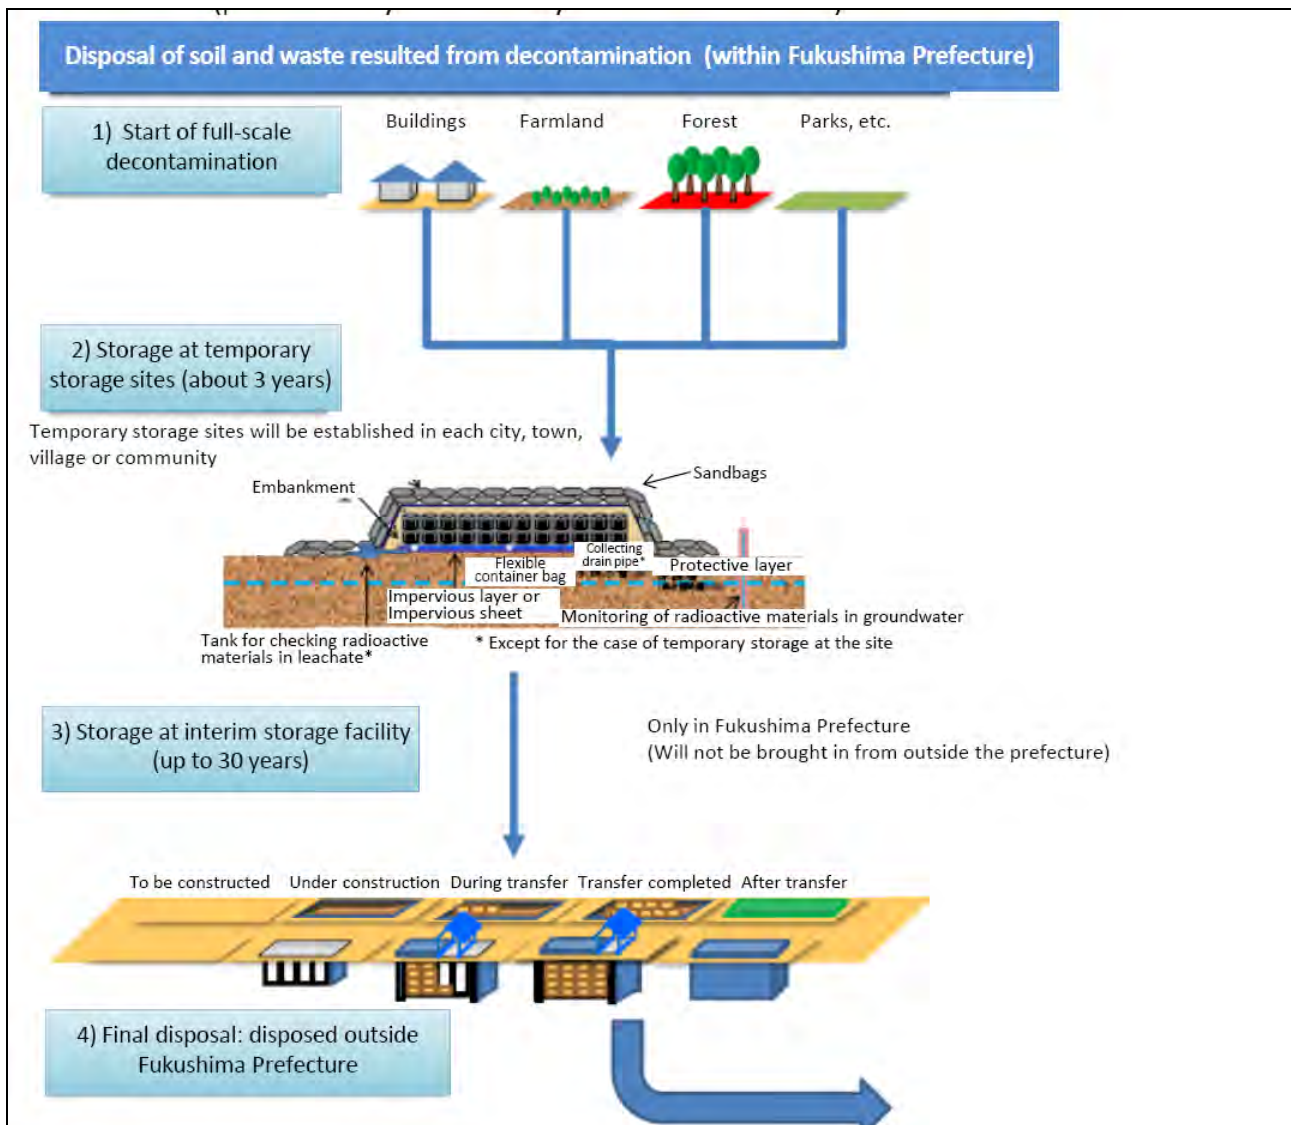 Disposal of soil and waste resulted from decontamination (within Fukushima Prefecture)
1) Start of full-scale
decontamination
Buildings
Farmland
Forest
Parks, etc.
2) Storage at temporary
storage sites (about 3 years)
Temporary storage sites will be established in each city, town,
village or community
Sandbags
Embankment
Collecting
drain pipe*
Flexible
container bag
Protective layer
Impervious layer or
Impervious sheet
Monitoring of radioactive materials in groundwater
Tank for checking radioactive
materials in leachate*
* Except for the case of temporary storage at the site
3) Storage at interim storage facility
(up to 30 years)
Only in Fukushima Prefecture
(Will not be brought in from outside the prefecture)
To be constructed
Under construction
During transfer
Transfer completed
After transfer
4) Final disposal: disposed outside
Fukushima Prefecture